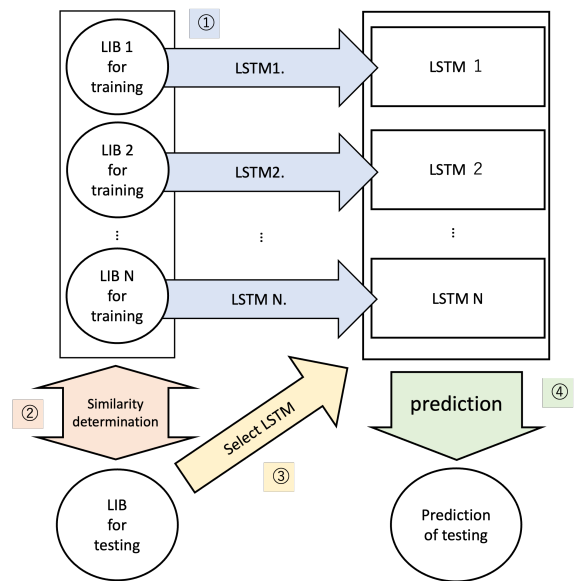 ①
LIB 1
for
training
LSTM1.
LSTM 1
LIB 2
for
training
LSTM2.
LSTM 2
...
...
...
LIB N
for
training
LSTM N.
LSTM N
②
Similarity
determination
Select LSTM
③
prediction
④
LIB
for
testing
Prediction
of testing